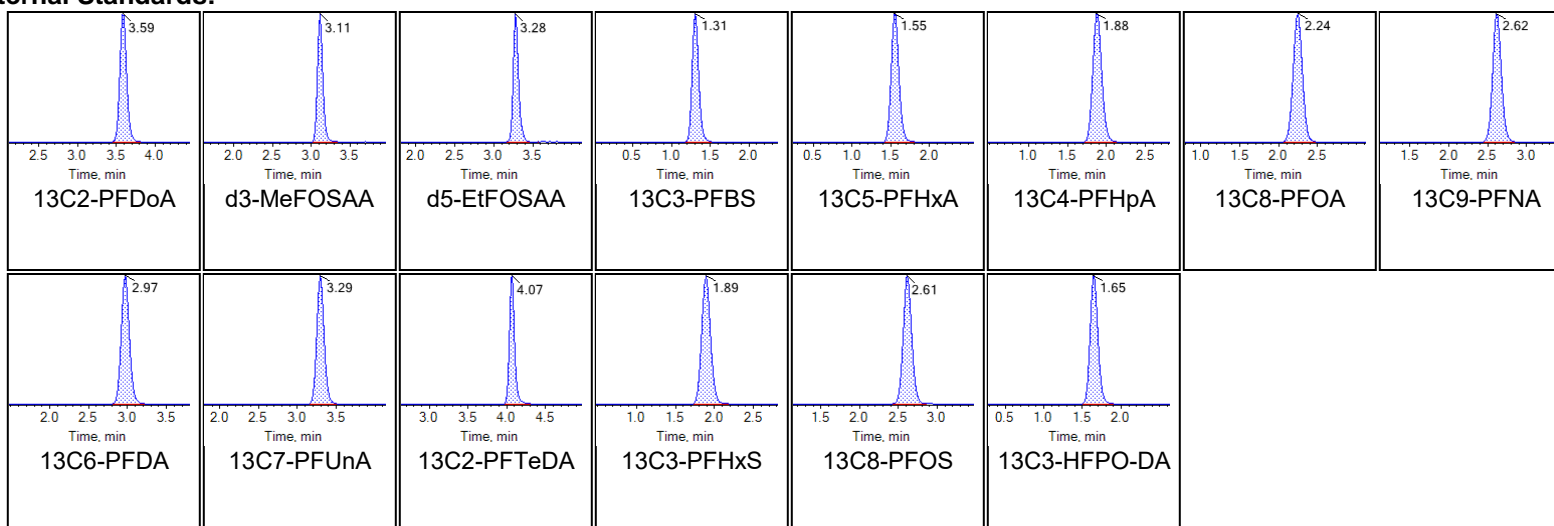 ternal Standards:
3.59
2.5 3.0 3.5 4.0
Time, min
13C2-PFDoA
3.11
2.0 2.5 3.0 3.5
Time, min
d3-MeFOSAA
3.28
2.0 2.5 3.0 3.5
Time, min
d5-EtFOSAA
1.31
0.5 1.0 1.5 2.0
Time, min
13C3-PFBS
1.55
0.5 1.0 1.5 2.0
Time, min
13C5-PFHxA
1.88
1.0 1.5 2.0 2.5
Time, min
13C4-PFHpA
2.24
1.0 1.5 2.0 2.5
Time, min
13C8-PFOA
2.62
1.5 2.0 2.5 3.0
Time, min
13C9-PFNA
2.97
2.0 2.5 3.0 3.5
Time, min
13C6-PFDA
3.29
2.0 2.5 3.0 3.5
Time, min
13C7-PFUnA
4.07
3.0 3.5 4.0 4.5
Time, min
13C2-PFTeDA
1.89
1.0 1.5 2.0 2.5
Time, min
13C3-PFHxS
2.61
1.5 2.0 2.5 3.0
Time, min
13C8-PFOS
1.65
0.5 1.0 1.5 2.0
Time, min
13C3-HFPO-DA